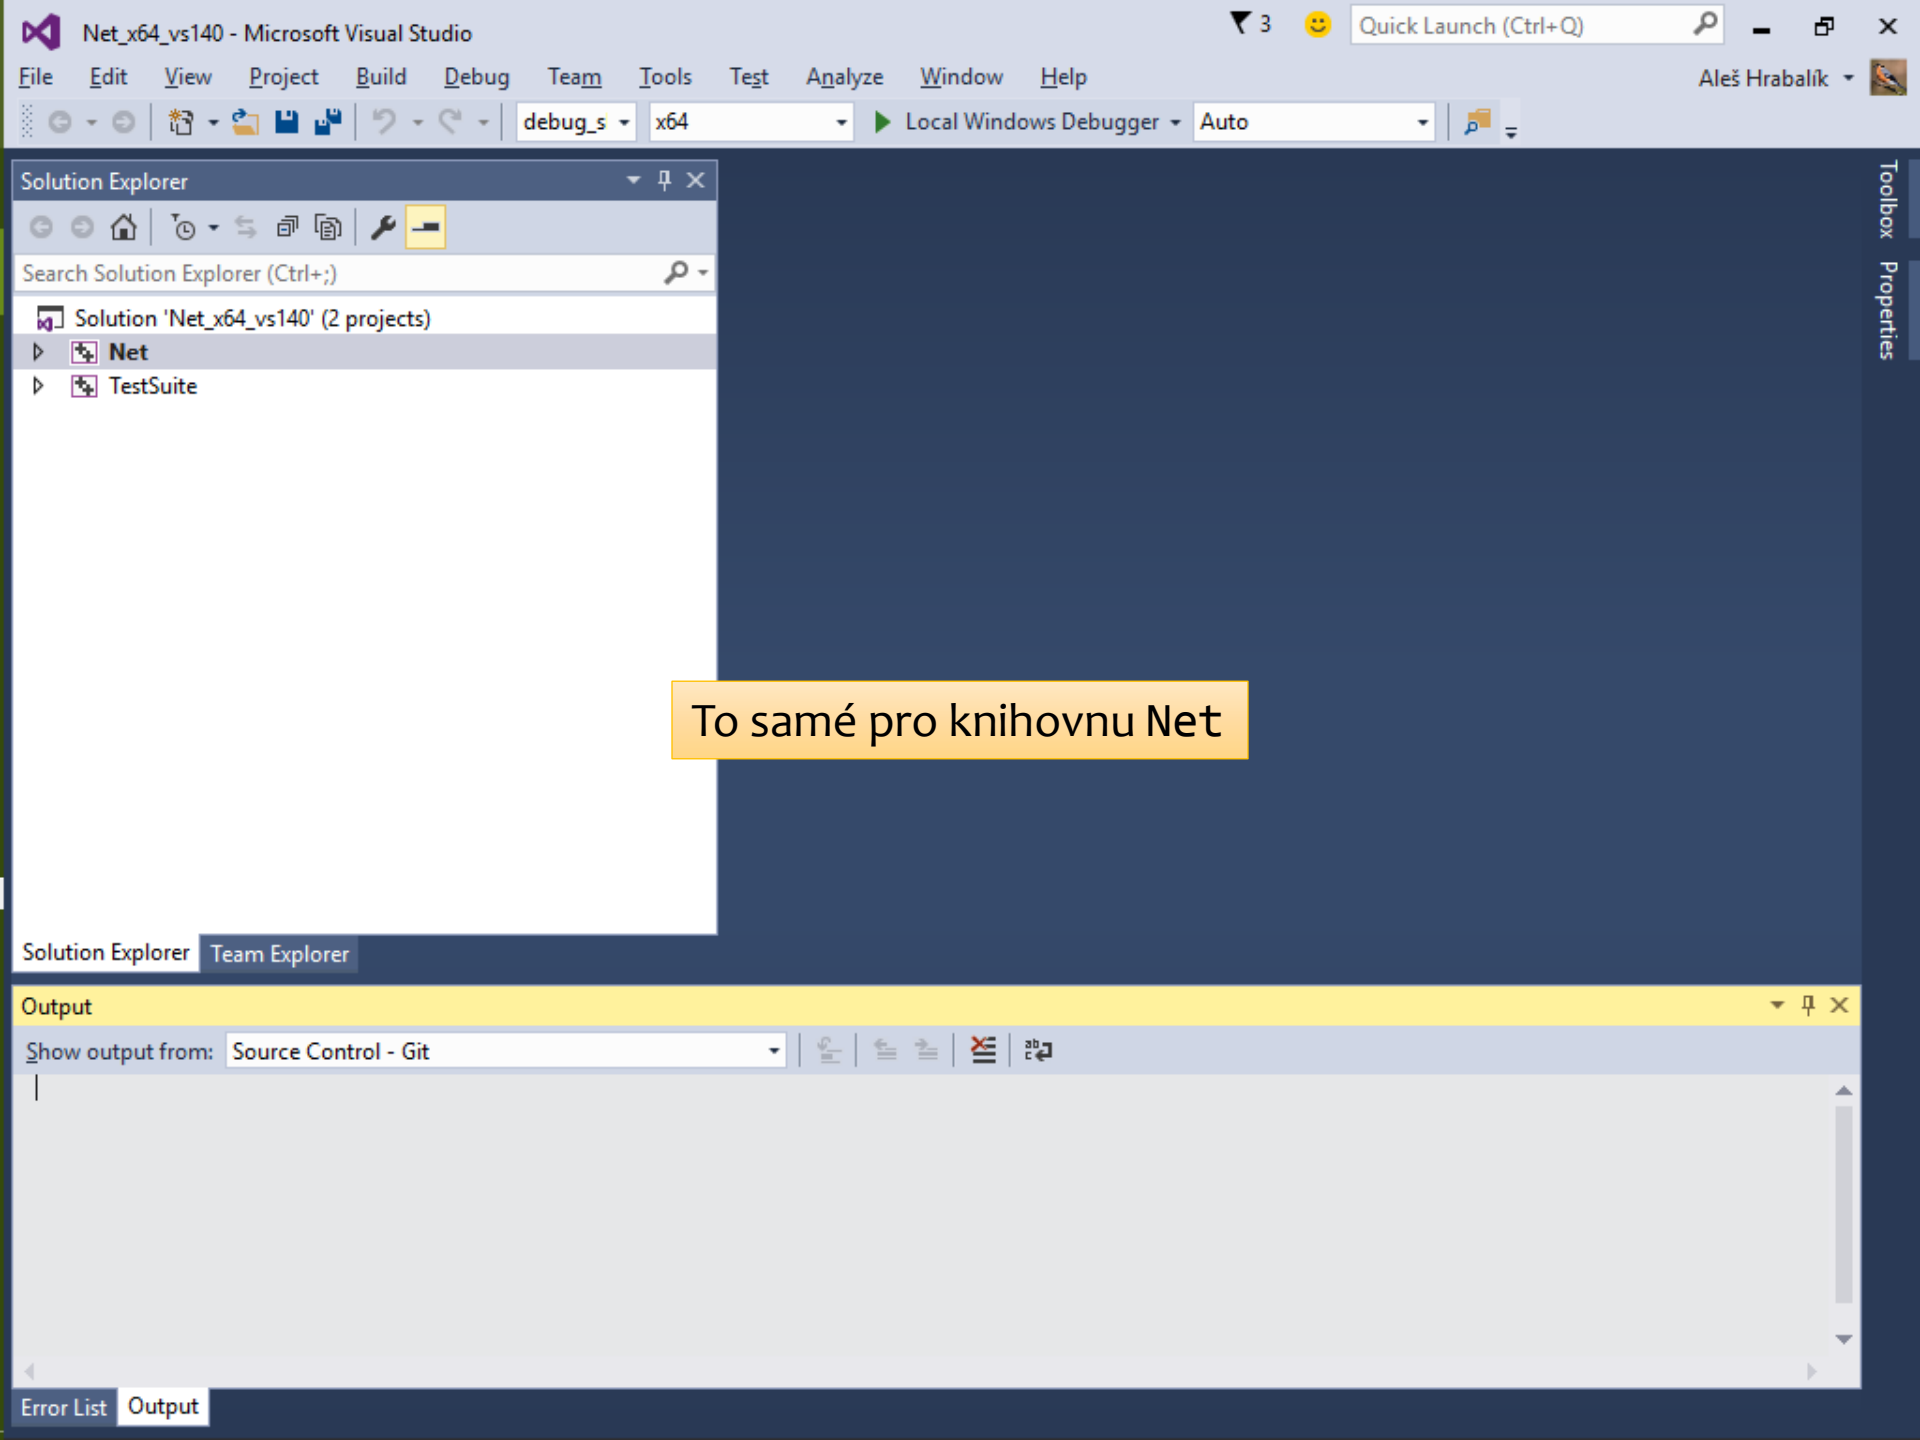 Net_x64_vs140 - Microsoft Visual Studio
3
Quick Launch (Ctrl+Q)
File Edit View Project Build Debug Team Tools Test Analyze Window Help
Aleš Hrabalík
debug_s
x64
Local Windows Debugger
Auto
Solution Explorer
Search Solution Explorer (Ctrl+;)
Solution 'Net_x64_vs140' (2 projects)
Net
TestSuite
Toolbox
Properties
To samé pro knihovnu Net
Solution Explorer
Team Explorer
Output
Show output from: Source Control - Git
Error List
Output